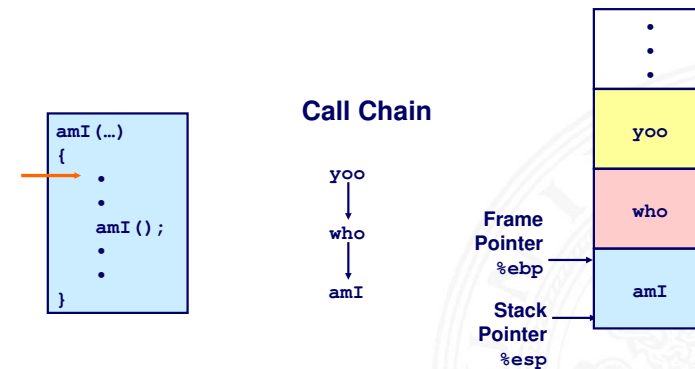 amI(…)
{
•
•
amI();
•
•
}
Call Chain
yoo
who
amI
•
•
•
yoo
who
amI
Frame
Pointer
%ebp
Stack
Pointer
%esp